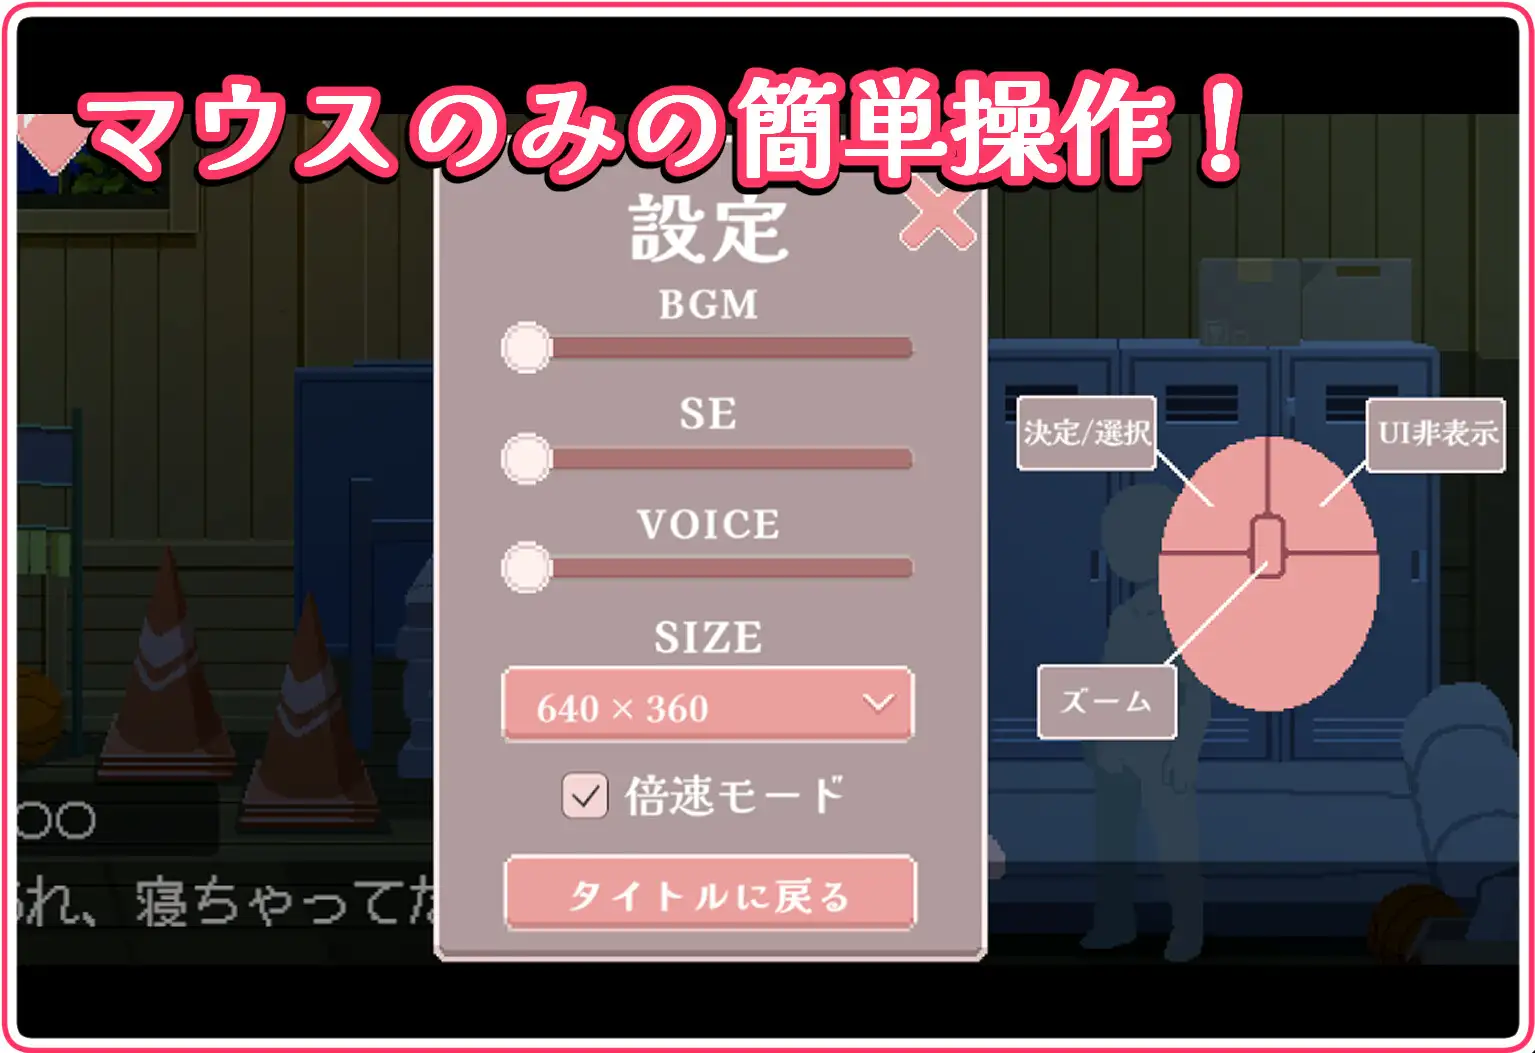 マウスのみの簡単操作！
設定
BGM
SE
VOICE
SIZE
640 × 360
倍速モード
タイトルに戻る
決定/選択
UI非表示
ズーム
○○
れ、寝ちゃってた